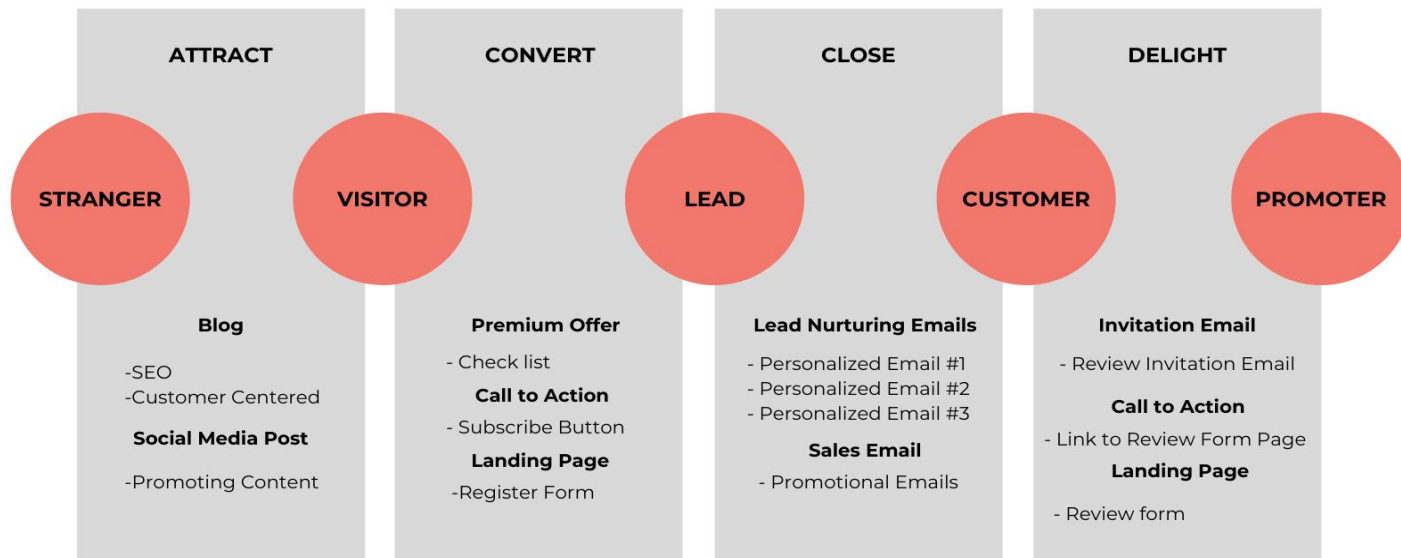 ATTRACT
CONVERT
CLOSE
DELIGHT
STRANGER
VISITOR
LEAD
CUSTOMER
PROMOTER
Blog
-SEO
-Customer Centered
Social Media Post
-Promoting Content
Premium Offer
- Check list
Call to Action
- Subscribe Button
Landing Page
-Register Form
Lead Nurturing Emails
- Personalized Email #1
- Personalized Email #2
- Personalized Email #3
Sales Email
- Promotional Emails
Invitation Email
- Review Invitation Email
Call to Action
- Link to Review Form Page
Landing Page
- Review form